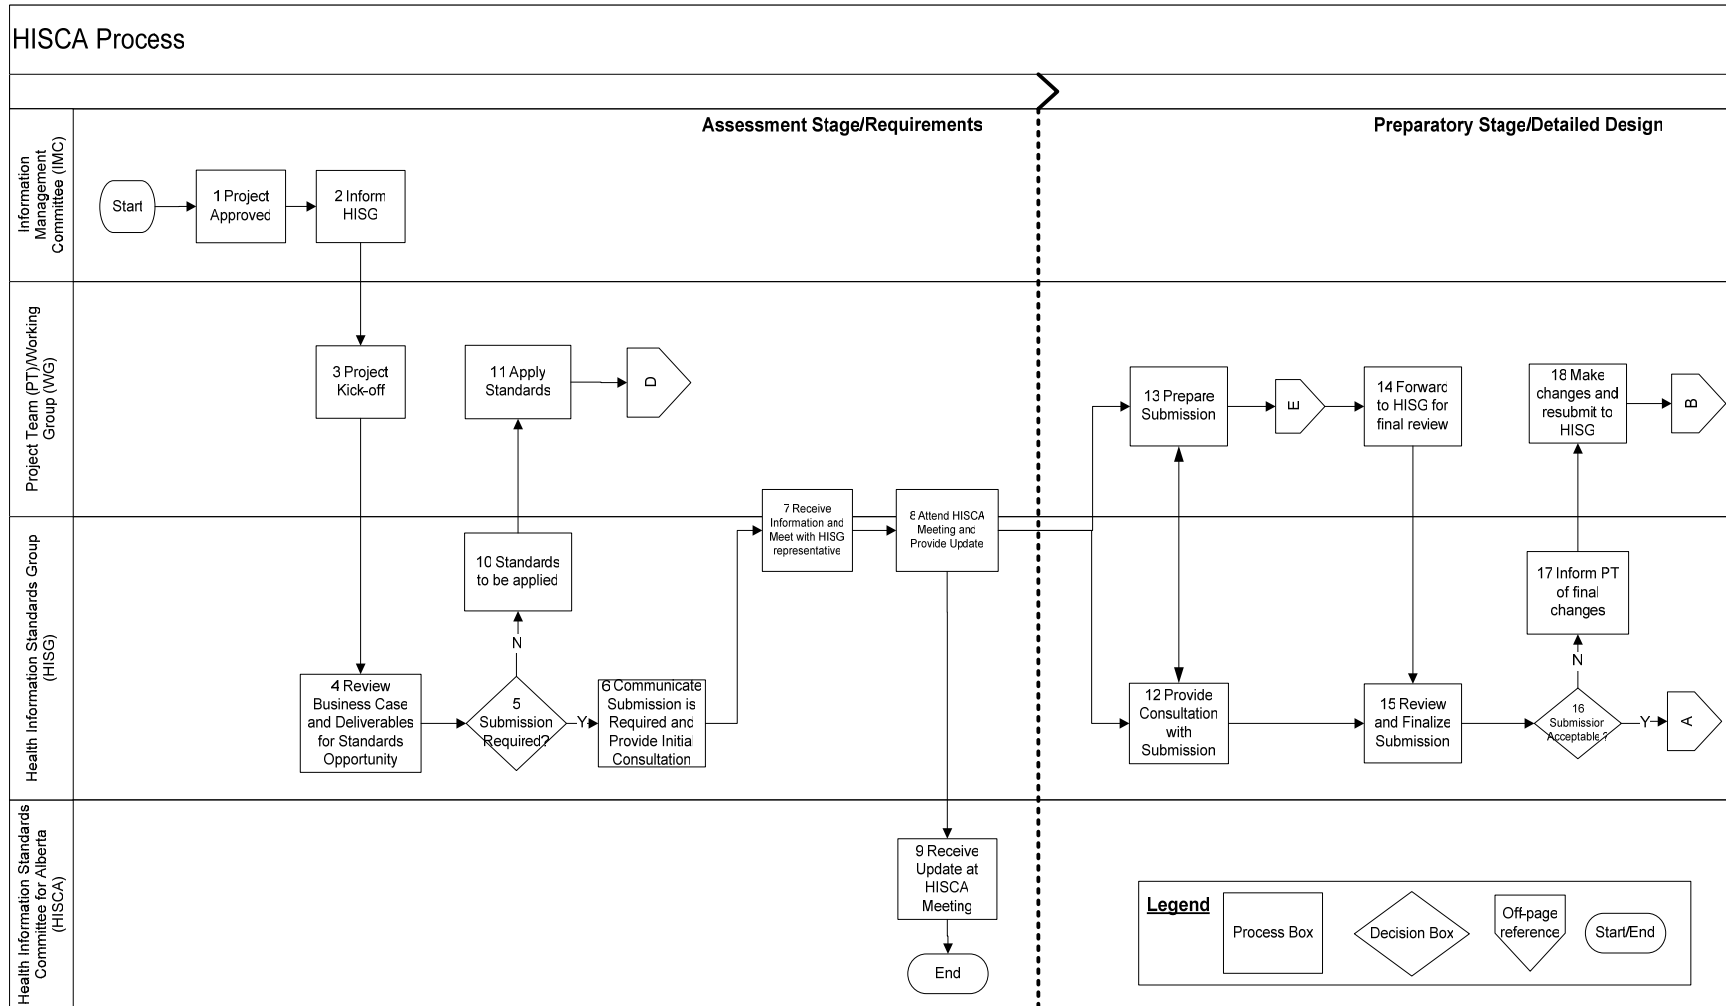 HISCA Process
Assessment Stage/Requirements
Preparatory Stage/Detailed Design
Information
Management
Committee (IMC)
Start
1 Project
Approved
2 Inform
HISG
Project Team (PT)/Working
Group (WG)
3 Project
Kick-off
11 Apply
Standards
D
13 Prepare
Submission
E
14 Forward
to HISG for
final review
18 Make
changes and
resubmit to
HISG
B
7 Receive
Information and
Meet with HISG
representative
8 Attend HISCA
Meeting and
Provide Update
Health Information Standards Group
(HISG)
10 Standards
to be applied
N
4 Review
Business Case
and Deliverables
for Standards
Opportunity
5
Submission
Required?
Y
6 Communicate
Submission is
Required and
Provide Initial
Consultation
17 Inform PT
of final
changes
N
12 Provide
Consultation
with
Submission
15 Review
and Finalize
Submission
16
Submission
Acceptable ?
Y
A
Health Information Standards
Committee for Alberta
(HISCA)
9 Receive
Update at
HISCA
Meeting
End
Legend
Process Box
Decision Box
Off-page
reference
Start/End